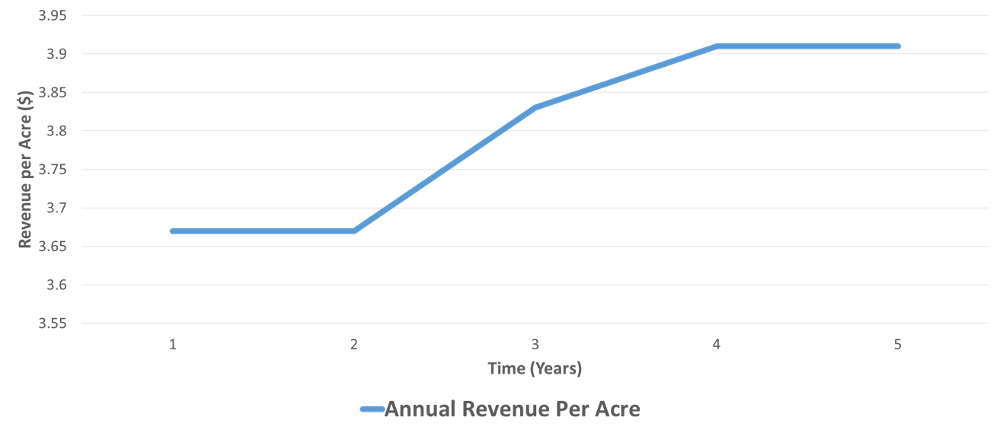 3.95
3.9
3.85
3.8
3.75
3.7
3.65
3.6
3.55
Revenue per Acre ($)
1 2 3 4 5
Time (Years)
Annual Revenue Per Acre